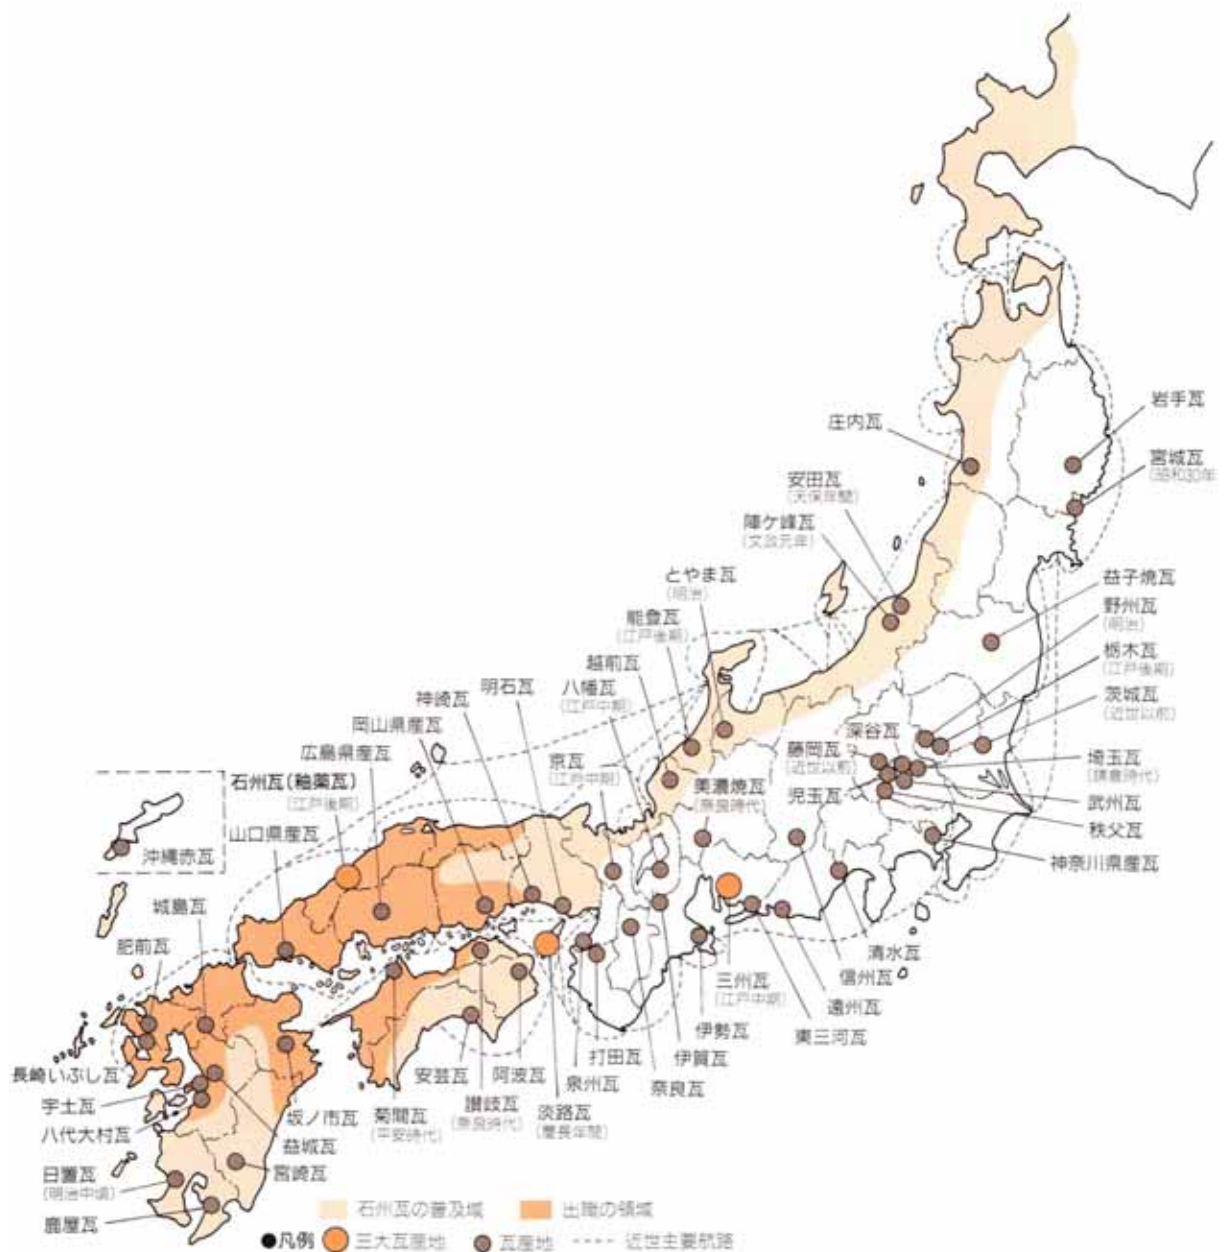 岩手瓦
庄内瓦
宮城瓦
(昭和30年
安田瓦
(天保年間)
陣ケ峰瓦
(文政元年)
とやま瓦
(明治)
益子焼瓦
野州瓦
(明治)
能登瓦
(江戸後期)
栃木瓦
(江戸後期)
越前瓦
八幡瓦
(江戸中期)
明石瓦
神崎瓦
茨城瓦
(近世以前)
岡山県産瓦
深谷瓦
広島県産瓦
藤岡瓦
(近世以前)
埼玉瓦
京瓦
(江戸中期)
石州瓦(釉薬瓦)
(江戸後期)
美濃焼瓦
(奈良時代)
児玉瓦
武州瓦
山口県産瓦
秩父瓦
沖縄赤瓦
神奈川県産瓦
城島瓦
肥前瓦
清水瓦
信州瓦
三州瓦
(江戸中期)
遠州瓦
伊勢瓦
東三河瓦
打田瓦
伊賀瓦
長崎いぶし瓦
安芸瓦
阿波瓦
泉州瓦
奈良瓦
宇土瓦
坂ノ市瓦
菊間瓦
(平安時代)
讃岐瓦
(奈良時代)
淡路瓦
(慶長年間)
八代大村瓦
益城瓦
日置瓦
(明治中頃)
宮崎瓦
鹿屋瓦
石州瓦の普及域
出職の領域
●凡例
三大瓦産地
瓦産地
近世主要航路